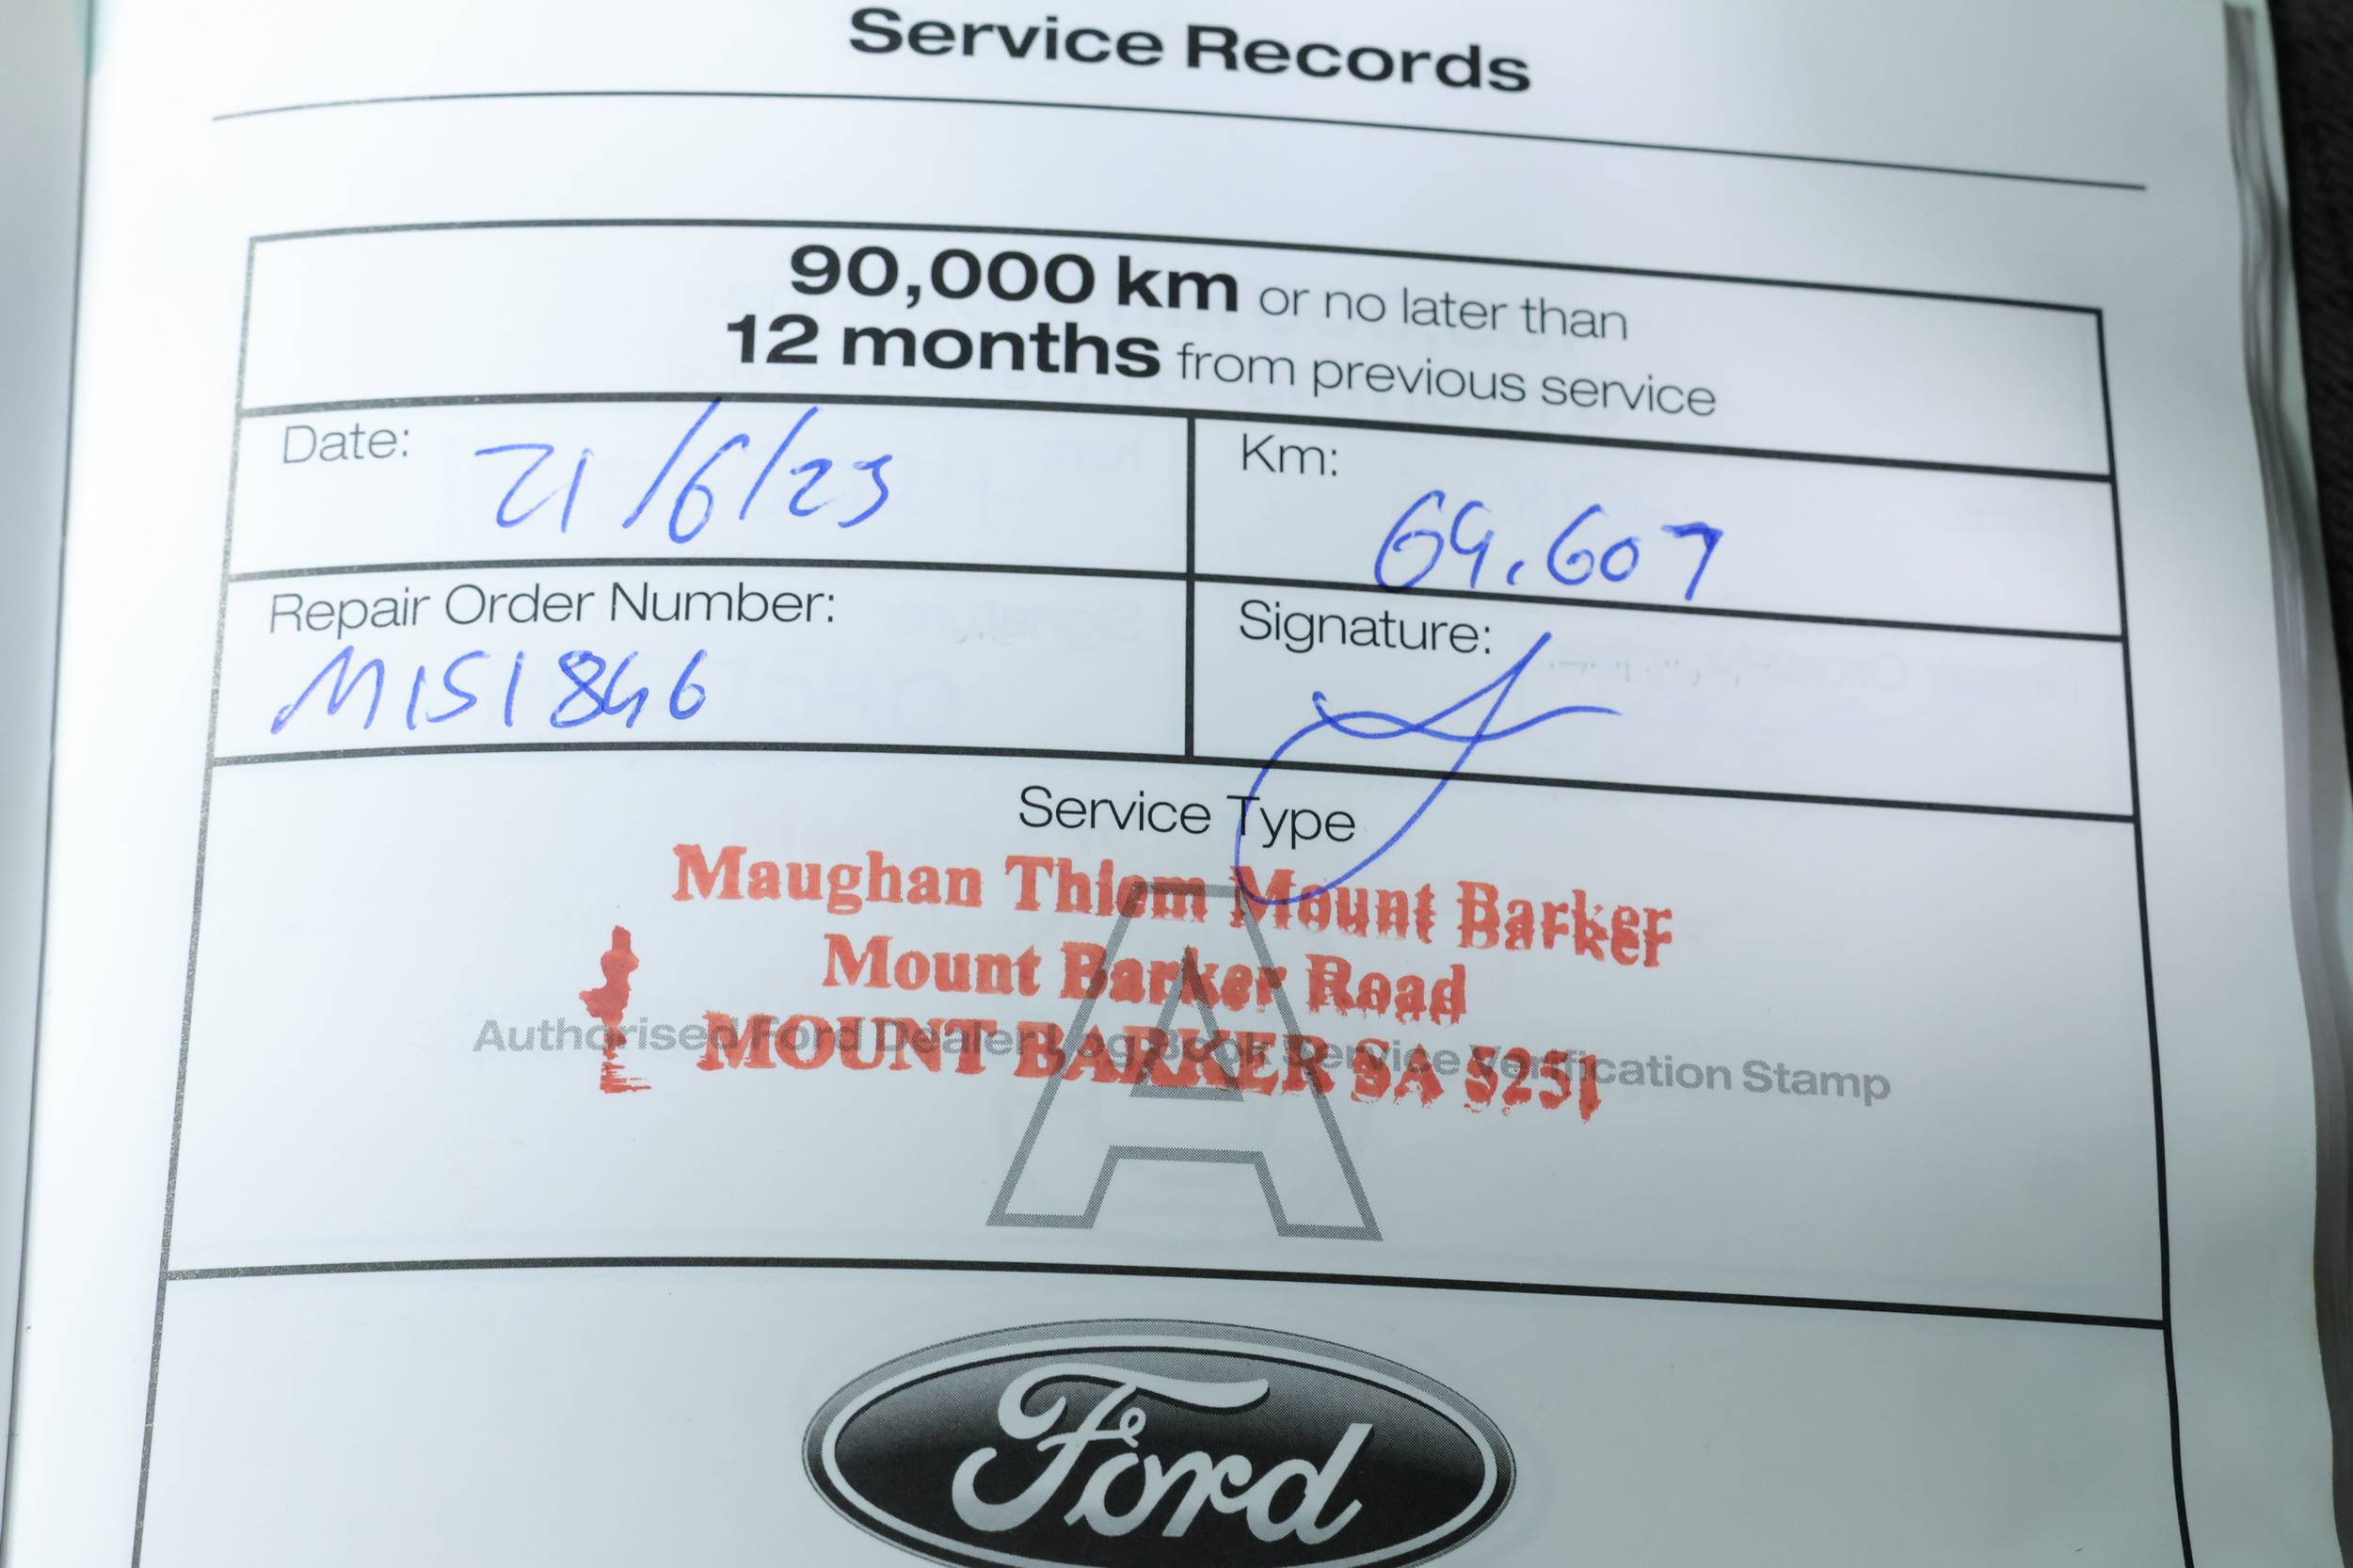 Service Records
90,000 km or no later than
12 months from previous service
Date: 21/6/23
Km: 69.607
Repair Order Number: M151846
Signature:
Service Type
Maughan Thiem Mount Barker
Mount Barker Road
MOUNT BARKER SA 5251
Authorised Ford Dealer Log Book Service Verification Stamp
A
Ford